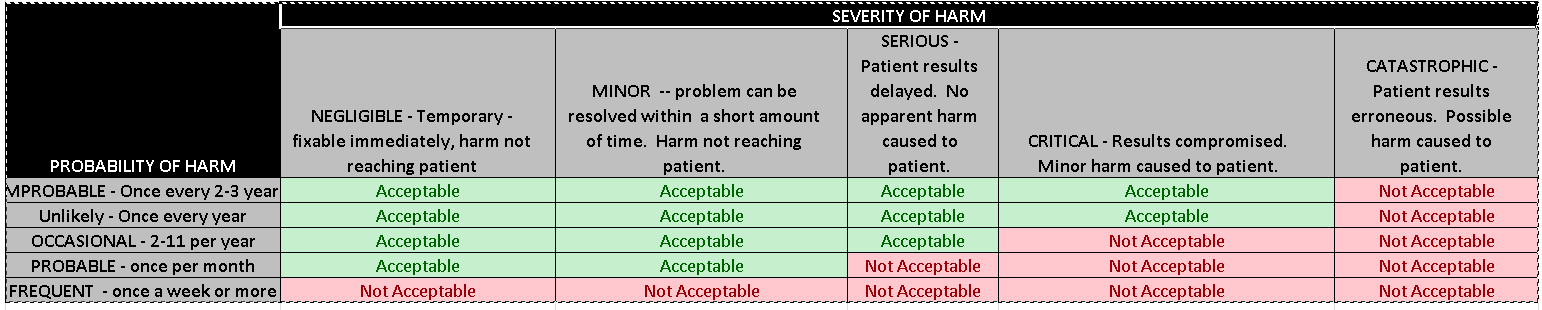 SEVERITY OF HARM
PROBABILITY OF HARM
NEGLIGIBLE - Temporary -
fixable immediately, harm not
reaching patient
MINOR -- problem can be
resolved within a short amount
of time. Harm not reaching
patient.
SERIOUS -
Patient results
delayed. No
apparent harm
caused to
patient.
CRITICAL - Results compromised.
Minor harm caused to patient.
CATASTROPHIC -
Patient results
erroneous. Possible
harm caused to
patient.
MPROBABLE - Once every 2-3 year Acceptable Acceptable Acceptable Acceptable Not Acceptable
Unlikely - Once every year Acceptable Acceptable Acceptable Acceptable Not Acceptable
OCCASIONAL - 2-11 per year Acceptable Acceptable Acceptable Not Acceptable Not Acceptable
PROBABLE - once per month Acceptable Acceptable Not Acceptable Not Acceptable Not Acceptable
FREQUENT - once a week or more Not Acceptable Not Acceptable Not Acceptable Not Acceptable Not Acceptable